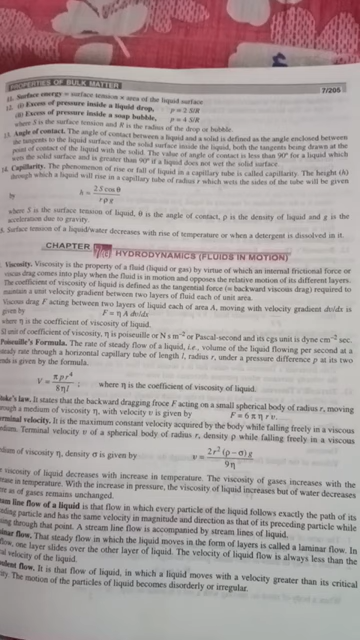 PROPERTIES OF BULK MATTER
7/205
11. Surface energy = surface tension × area of the liquid surface
12. (i) Excess of pressure inside a liquid drop, p = 2 S/R
(ii) Excess of pressure inside a soap bubble, p = 4 S/R
where S is the surface tension and R is the radius of the drop or bubble.
13. Angle of contact. The angle of contact between a liquid and a solid is defined as the angle enclosed between
the tangents to the liquid surface and the solid surface inside the liquid, both the tangents being drawn at the
point of contact of the liquid with the solid. The value of angle of contact is less than 90° for a liquid which
wets the solid surface and is greater than 90° if a liquid does not wet the solid surface.
14. Capillarity. The phenomenon of rise or fall of liquid in a capillary tube is called capillarity. The height (h)
through which a liquid will rise in a capillary tube of radius r which wets the sides of the tube will be given
by
h = 2 S cos θ / r ρ g
where S is the surface tension of liquid, θ is the angle of contact, ρ is the density of liquid and g is the
acceleration due to gravity.
Surface tension of a liquid/water decreases with rise of temperature or when a detergent is dissolved in it.
CHAPTER HYDRODYNAMICS (FLUIDS IN MOTION)
Viscosity. Viscosity is the property of a fluid (liquid or gas) by virtue of which an internal frictional force or
viscous drag comes into play when the fluid is in motion and opposes the relative motion of its different layers.
The coefficient of viscosity of liquid is defined as the tangential force (= backward viscous drag) required to
maintain a unit velocity gradient between two layers of fluid each of unit area.
Viscous drag F acting between two layers of liquid each of area A, moving with velocity gradient dv/dx is
given by F = η A dv/dx
where η is the coefficient of viscosity of liquid.
SI unit of coefficient of viscosity, η is poiseuille or N s m⁻² or Pascal-second and its cgs unit is dyne cm⁻² sec.
Poiseuille's Formula. The rate of steady flow of a liquid, i.e., volume of the liquid flowing per second at a
steady rate through a horizontal capillary tube of length l, radius r, under a pressure difference p at its two
ends is given by the formula.
V = π p r⁴ / 8 η l ; where η is the coefficient of viscosity of liquid.
law. It states that the backward dragging froce F acting on a small spherical body of radius r, moving
through a medium of viscosity η, with velocity v is given by F = 6 π η r v.
Terminal velocity. It is the maximum constant velocity acquired by the body while falling freely in a viscous
medium. Terminal velocity v of a spherical body of radius r, density ρ while falling freely in a viscous
medium of viscosity η, density σ is given by v = 2 r² (ρ − σ) g / 9 η
viscosity of liquid decreases with increase in temperature. The viscosity of gases increases with the
increase in temperature. With the increase in pressure, the viscosity of liquid increases but of water decreases
of gases remains unchanged.
line flow of a liquid is that flow in which every particle of the liquid follows exactly the path of its
preceding particle and has the same velocity in magnitude and direction as that of its preceding particle while
through that point. A stream line flow is accompanied by stream lines of liquid.
flow. That steady flow in which the liquid moves in the form of layers is called a laminar flow. In
flow, one layer slides over the other layer of liquid. The velocity of liquid flow is always less than the
velocity of the liquid.
flow. It is that flow of liquid, in which a liquid moves with a velocity greater than its critical
The motion of the particles of liquid becomes disorderly or irregular.